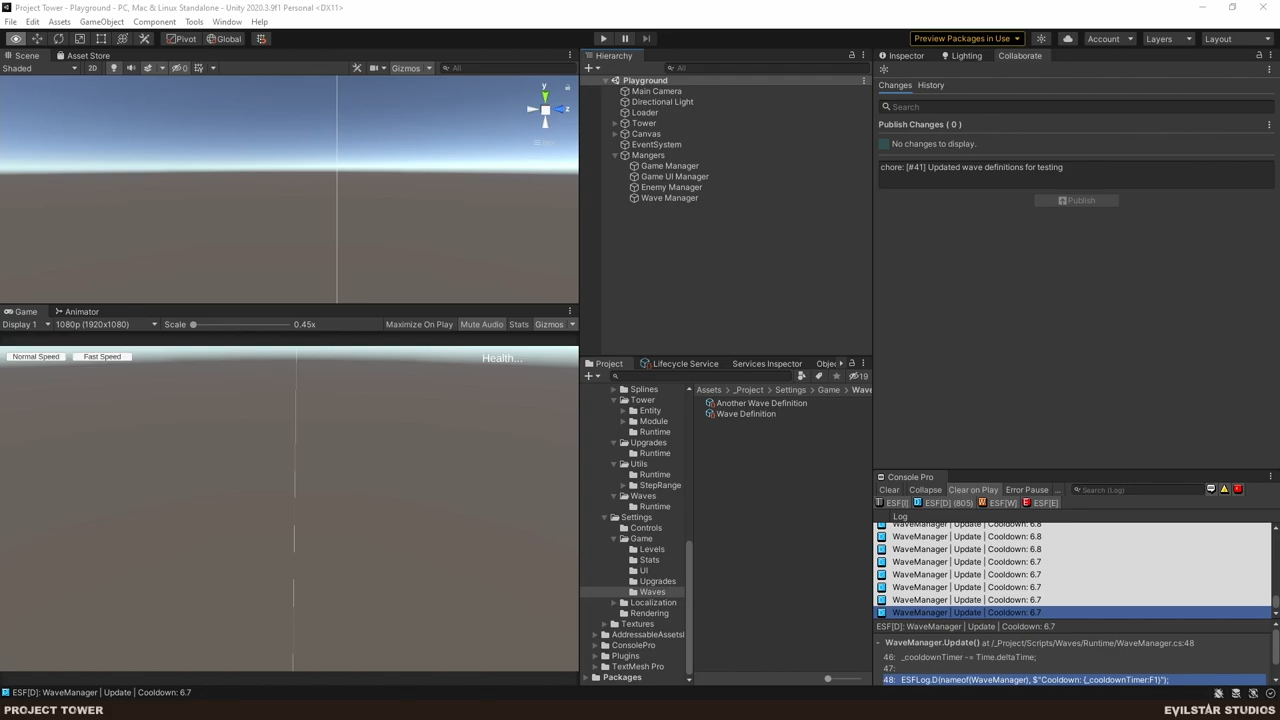 Project Tower - Playground - PC, Mac & Linux Standalone - Unity 2020.3.9f1 Personal <DX11>
File Edit Assets GameObject Component Tools Window Help
Pivot Global Preview Packages in Use Account Layers Layout
Scene Asset Store
Shaded 2D 0 Gizmos All
y
z
Game Animator
Display 1 1080p (1920x1080) Scale 0.45x Maximize On Play Mute Audio Stats Gizmos
Normal Speed Fast Speed Health...
Hierarchy
All
Playground
Main Camera
Directional Light
Loader
Tower
Canvas
EventSystem
Mangers
Game Manager
Game UI Manager
Enemy Manager
Wave Manager
Project Lifecycle Service Services Inspector Obje
19
Splines
Tower
Entity
Module
Runtime
Upgrades
Runtime
Utils
Runtime
StepRange
Waves
Runtime
Settings
Controls
Game
Levels
Stats
UI
Upgrades
Waves
Localization
Rendering
Textures
AddressableAssets
ConsolePro
Plugins
TextMesh Pro
Packages
Assets _Project Settings Game Wave
Another Wave Definition
Wave Definition
Inspector Lighting Collaborate
Changes History
Search
Publish Changes ( 0 )
No changes to display.
chore: [#41] Updated wave definitions for testing
Publish
Console Pro
Clear Collapse Clear on Play Error Pause ... Search (Log)
ESF[I] ESF[D] (805) ESF[W] ESF[E]
Log
WaveManager | Update | Cooldown: 6.8
WaveManager | Update | Cooldown: 6.8
WaveManager | Update | Cooldown: 6.8
WaveManager | Update | Cooldown: 6.7
WaveManager | Update | Cooldown: 6.7
WaveManager | Update | Cooldown: 6.7
WaveManager | Update | Cooldown: 6.7
WaveManager | Update | Cooldown: 6.7
ESF[D]: WaveManager | Update | Cooldown: 6.7
WaveManager.Update() at /_Project/Scripts/Waves/Runtime/WaveManager.cs:48
46: _cooldownTimer -= Time.deltaTime;
47:
48: ESFLog.D(nameof(WaveManager), $"Cooldown: {_cooldownTimer:F1}");
ESF[D]: WaveManager | Update | Cooldown: 6.7
PROJECT TOWER EVILSTAR STUDIOS